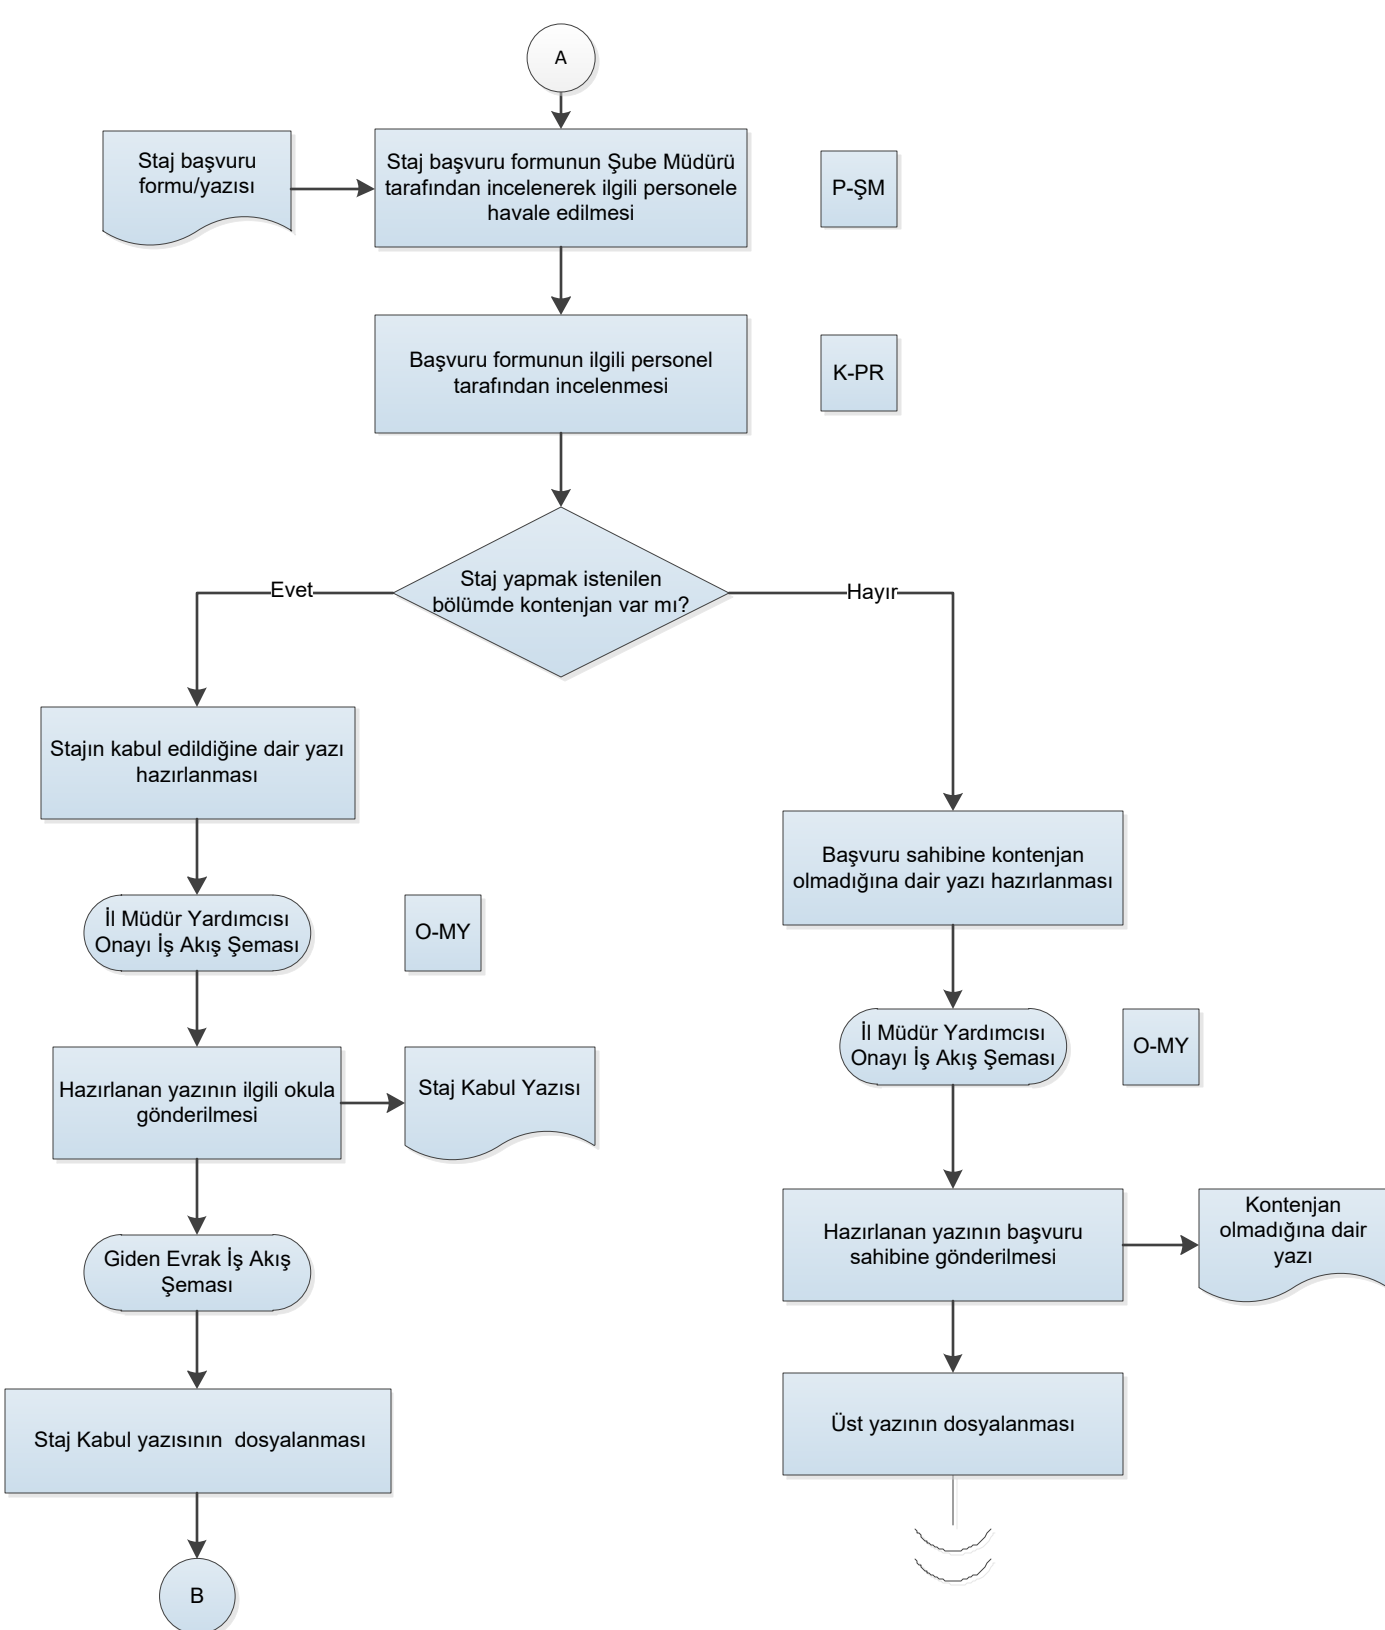 A
Staj başvuru
formu/yazısı
Staj başvuru formunun Şube Müdürü
tarafından incelenerek ilgili personele
havale edilmesi
P-ŞM
Başvuru formunun ilgili personel
tarafından incelenmesi
K-PR
Staj yapmak istenilen
bölümde kontenjan var mı?
Evet
Hayır
Stajın kabul edildiğine dair yazı
hazırlanması
Başvuru sahibine kontenjan
olmadığına dair yazı hazırlanması
İl Müdür Yardımcısı
Onayı İş Akış Şeması
O-MY
İl Müdür Yardımcısı
Onayı İş Akış Şeması
O-MY
Hazırlanan yazının ilgili okula
gönderilmesi
Staj Kabul Yazısı
Hazırlanan yazının başvuru
sahibine gönderilmesi
Kontenjan
olmadığına dair
yazı
Giden Evrak İş Akış
Şeması
Staj Kabul yazısının  dosyalanması
Üst yazının dosyalanması
B